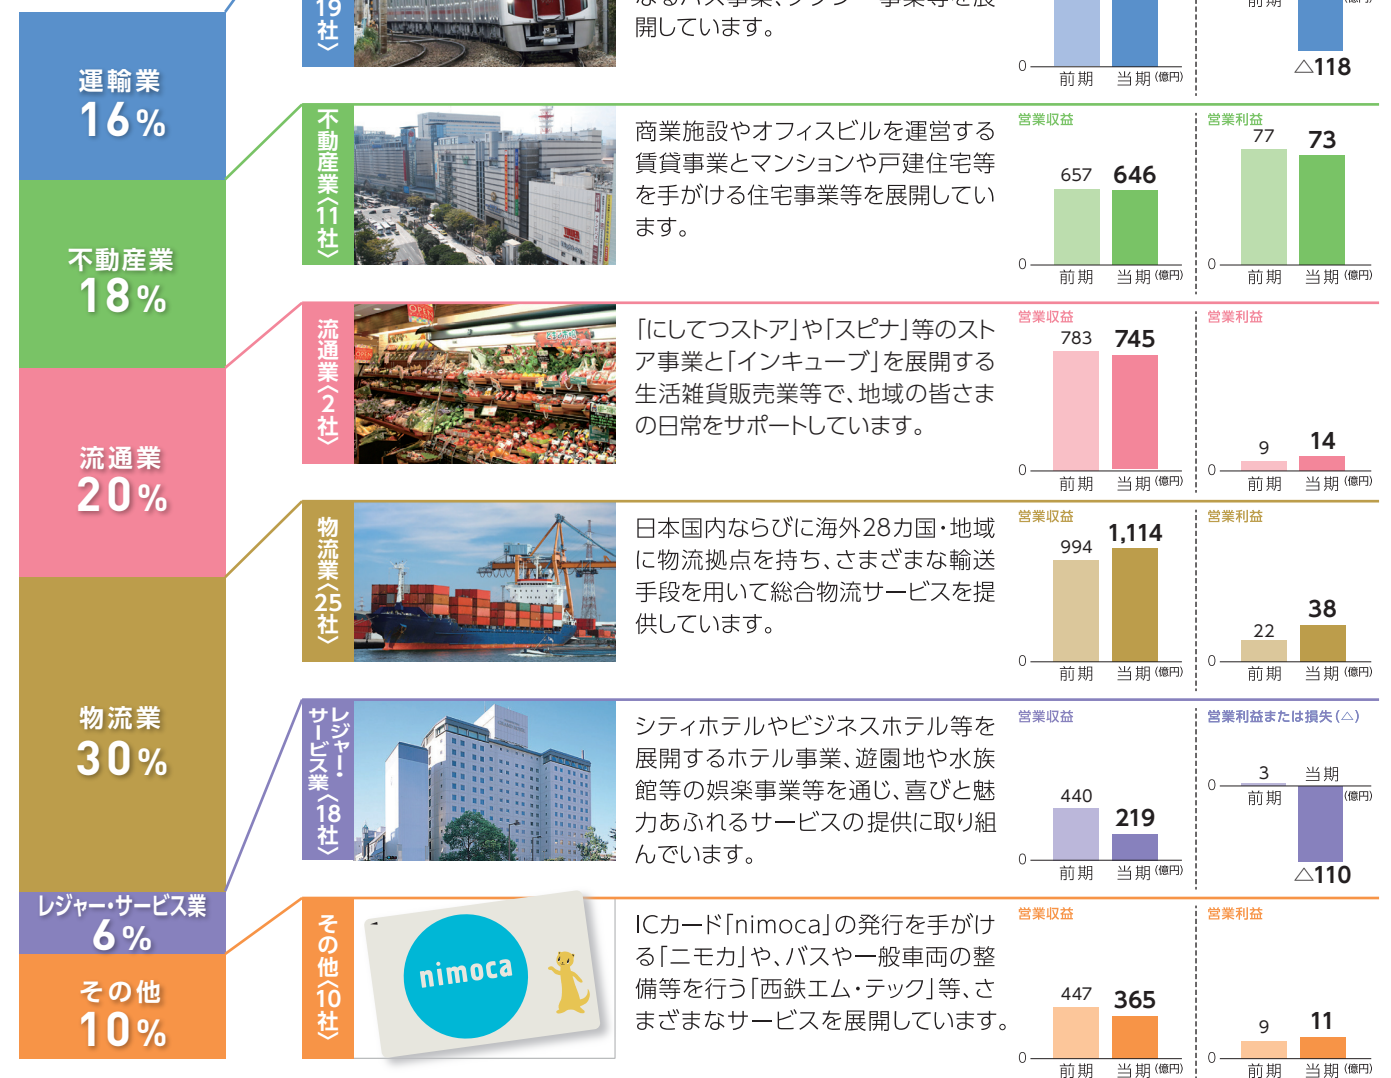 運輸業
16%
不動産業
18%
流通業
20%
物流業
30%
レジャー・サービス業
6%
その他
10%
19社〉
開しています。
0
前期 当期(億円)
△118
不動産業〈11社〉
商業施設やオフィスビルを運営する
賃貸事業とマンションや戸建住宅等
を手がける住宅事業等を展開してい
ます。
営業収益
657 646
0
前期 当期(億円)
営業利益
77 73
0
前期 当期(億円)
流通業〈2社〉
OPEN
「にしてつストア」や「スピナ」等のスト
ア事業と「インキューブ」を展開する
生活雑貨販売業等で、地域の皆さま
の日常をサポートしています。
営業収益
783 745
0
前期 当期(億円)
営業利益
9 14
0
前期 当期(億円)
物流業〈25社〉
日本国内ならびに海外28カ国・地域
に物流拠点を持ち、さまざまな輸送
手段を用いて総合物流サービスを提
供しています。
営業収益
994 1,114
0
前期 当期(億円)
営業利益
22 38
0
前期 当期(億円)
レジャー・
サービス業〈18社〉
シティホテルやビジネスホテル等を
展開するホテル事業、遊園地や水族
館等の娯楽事業等を通じ、喜びと魅
力あふれるサービスの提供に取り組
んでいます。
営業収益
440 219
0
前期 当期(億円)
営業利益または損失(△)
3 当期
0
前期 (億円)
△110
その他〈10社〉
nimoca
ICカード「nimoca」の発行を手がけ
る「ニモカ」や、バスや一般車両の整
備等を行う「西鉄エム・テック」等、さ
まざまなサービスを展開しています。
営業収益
447 365
0
前期 当期(億円)
営業利益
9 11
0
前期 当期(億円)